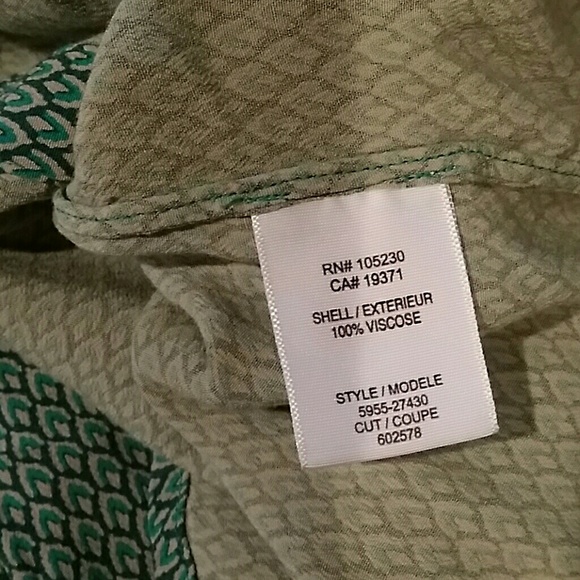 RN# 105230
CA# 19371
SHELL / EXTERIEUR
100% VISCOSE
STYLE / MODELE
5955-27430
CUT / COUPE
602578